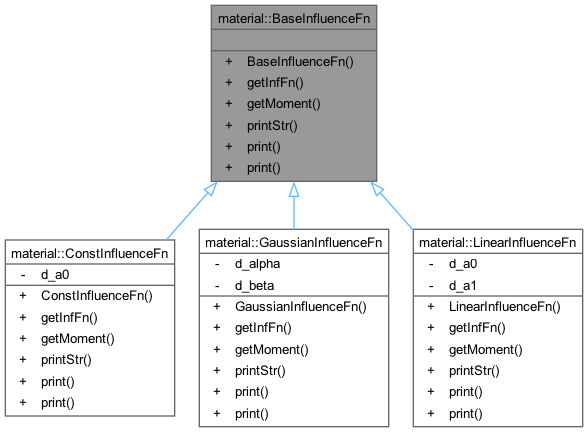 material::BaseInfluenceFn
+ BaseInfluenceFn()
+ getInfFn()
+ getMoment()
+ printStr()
+ print()
+ print()
material::ConstInfluenceFn
- d_a0
+ ConstInfluenceFn()
+ getInfFn()
+ getMoment()
+ printStr()
+ print()
+ print()
material::GaussianInfluenceFn
- d_alpha
- d_beta
+ GaussianInfluenceFn()
+ getInfFn()
+ getMoment()
+ printStr()
+ print()
+ print()
material::LinearInfluenceFn
- d_a0
- d_a1
+ LinearInfluenceFn()
+ getInfFn()
+ getMoment()
+ printStr()
+ print()
+ print()